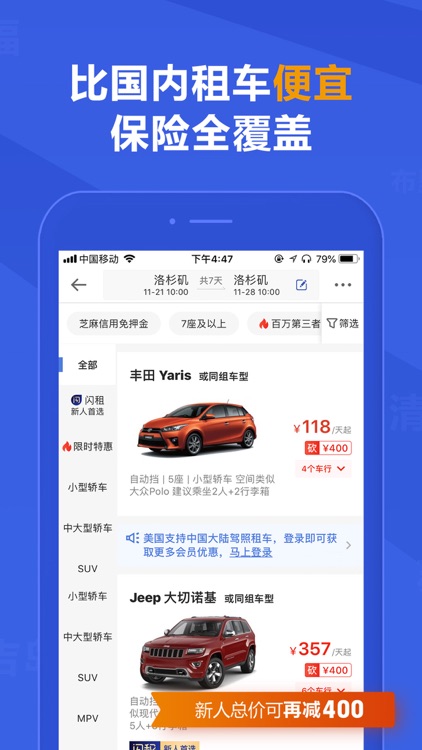 福
比国内租车便宜
保险全覆盖
市
清
中国移动 下午4:47 79%
洛杉矶 共7天 洛杉矶
11-21 10:00 11-28 10:00
芝麻信用免押金 7座及以上 百万第三者 筛选
全部
闪租
新人首选
限时特惠
小型轿车
中大型轿车
SUV
小型轿车
中大型轿车
SUV
MPV
丰田 Yaris 或同组车型
¥118/天起
砍 ¥400
4个车行
自动挡 | 5座 | 小型轿车 空间类似
大众Polo 建议乘坐2人+2行李箱
美国支持中国大陆驾照租车，登录即可获
取更多会员优惠，马上登录
Jeep 大切诺基 或同组车型
¥357/天起
砍 ¥400
6个车行
自动挡
似现代
5人+3行李箱
新人总价可再减400
闪租 新人首选